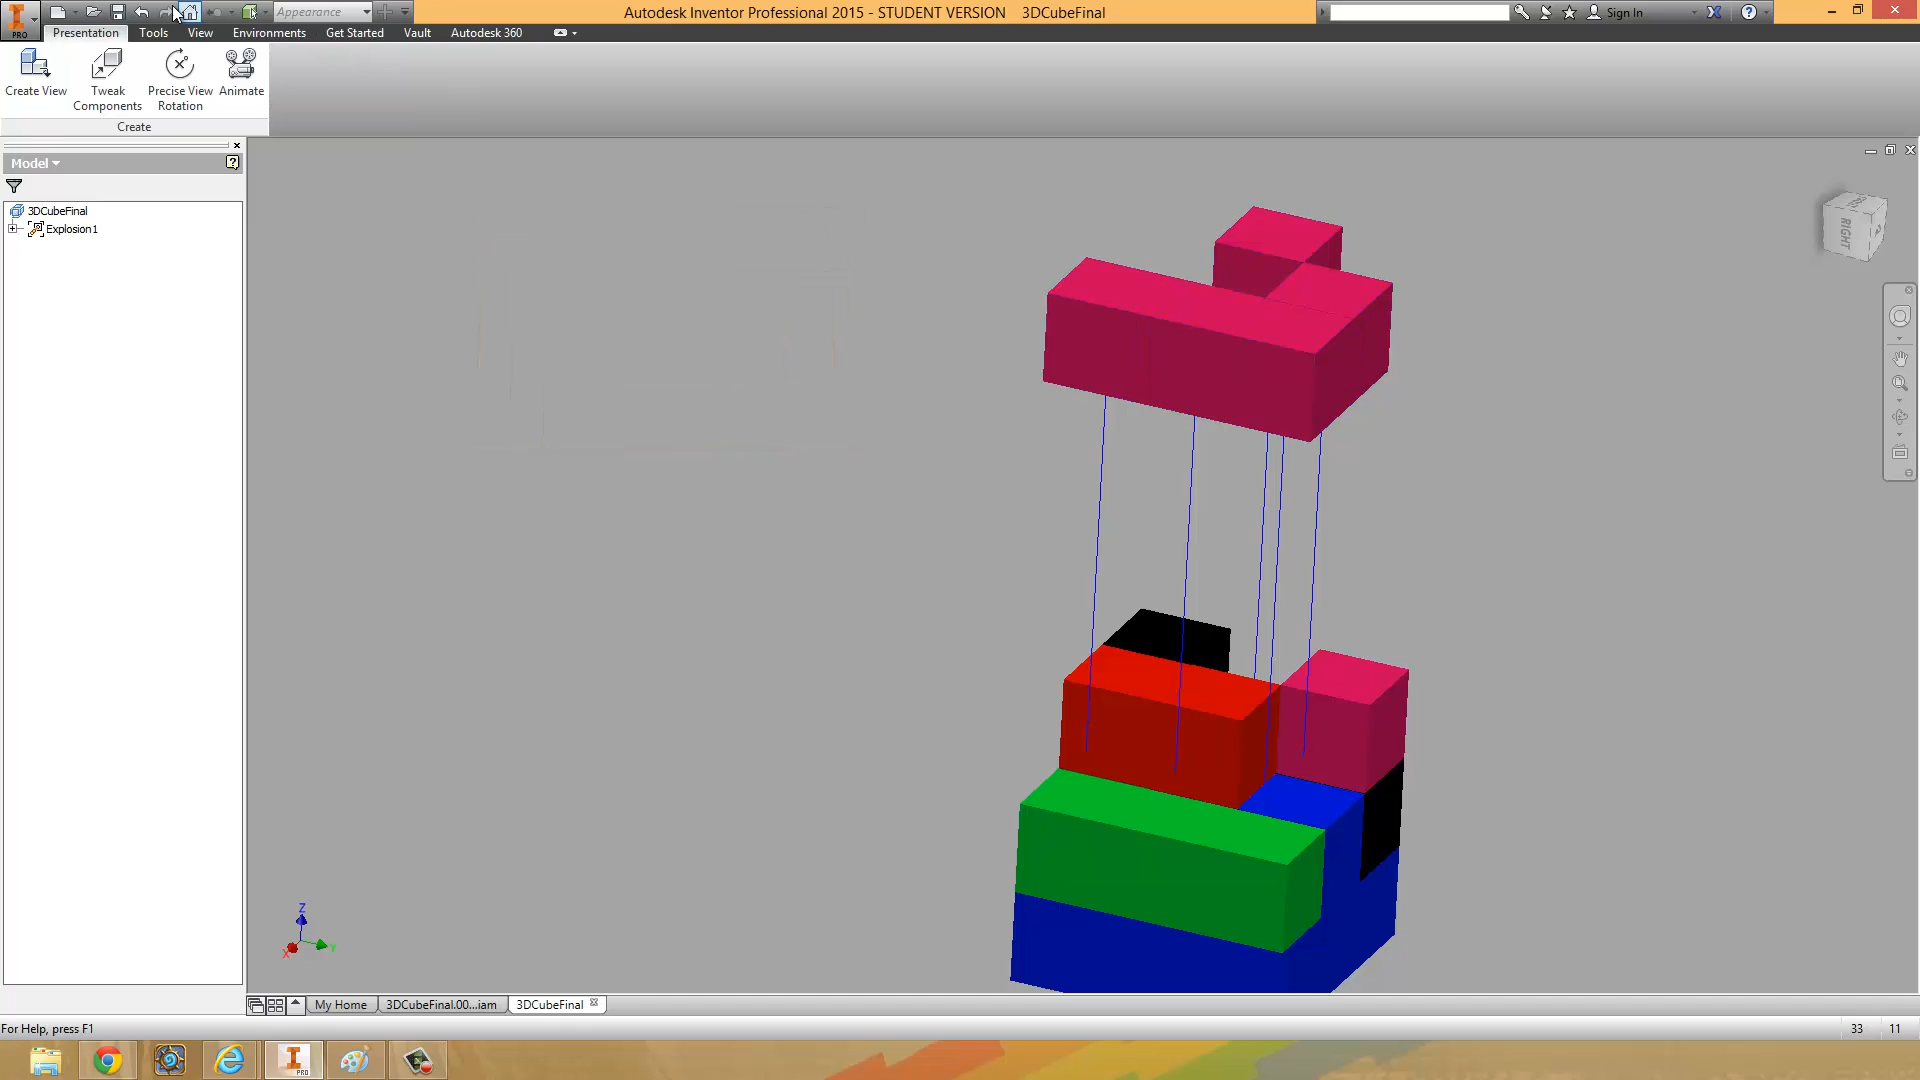 Appearance
Autodesk Inventor Professional 2015 - STUDENT VERSION 3DCubeFinal
Sign In
PRO
Presentation Tools View Environments Get Started Vault Autodesk 360
Create View
Tweak Components
Precise View Rotation
Animate
Create
Model
3DCubeFinal
Explosion1
RIGHT
Z
X
Y
My Home
3DCubeFinal.00...iam
3DCubeFinal
For Help, press F1
33 11
PRO